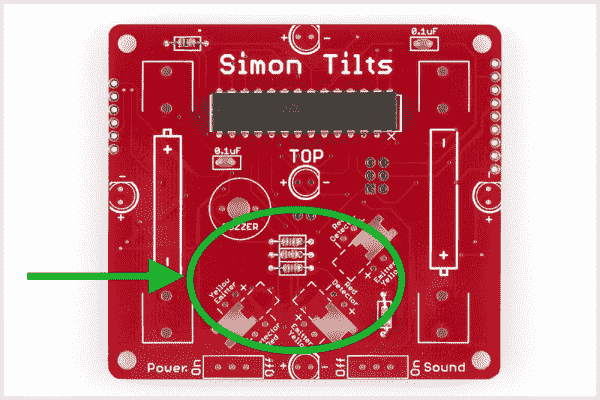 0.1uF
Simon Tilts
0.1uF
TOP
BUZZER
Red
Detector
Yellow
Emitter
Red
Detector
Emitter
Yellow
Detector
Red
Emitter
Yellow
Power
On
Off
Off
On
Sound